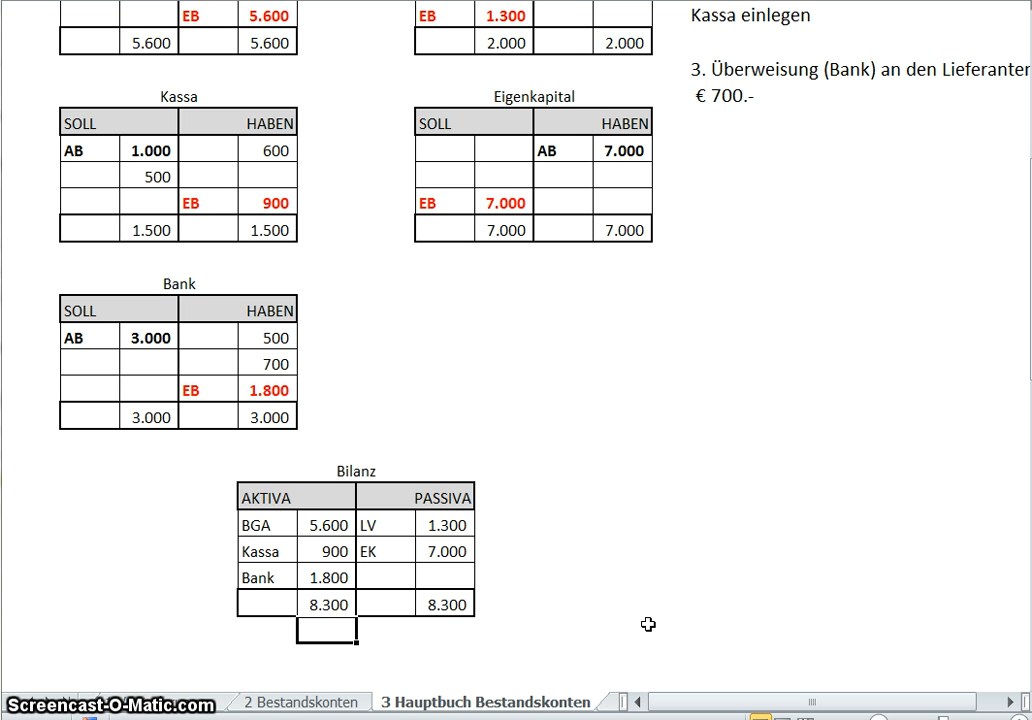 EB 5.600 EB 1.300
5.600 5.600 2.000 2.000
Kassa einlegen
3. Überweisung (Bank) an den Lieferanten
€ 700.-
Kassa
SOLL HABEN
AB 1.000 600
500
EB 900
1.500 1.500
Eigenkapital
SOLL HABEN
AB 7.000
EB 7.000
7.000 7.000
Bank
SOLL HABEN
AB 3.000 500
700
EB 1.800
3.000 3.000
Bilanz
AKTIVA PASSIVA
BGA 5.600 LV 1.300
Kassa 900 EK 7.000
Bank 1.800
8.300 8.300
Screencast-O-Matic.com
2 Bestandskonten
3 Hauptbuch Bestandskonten